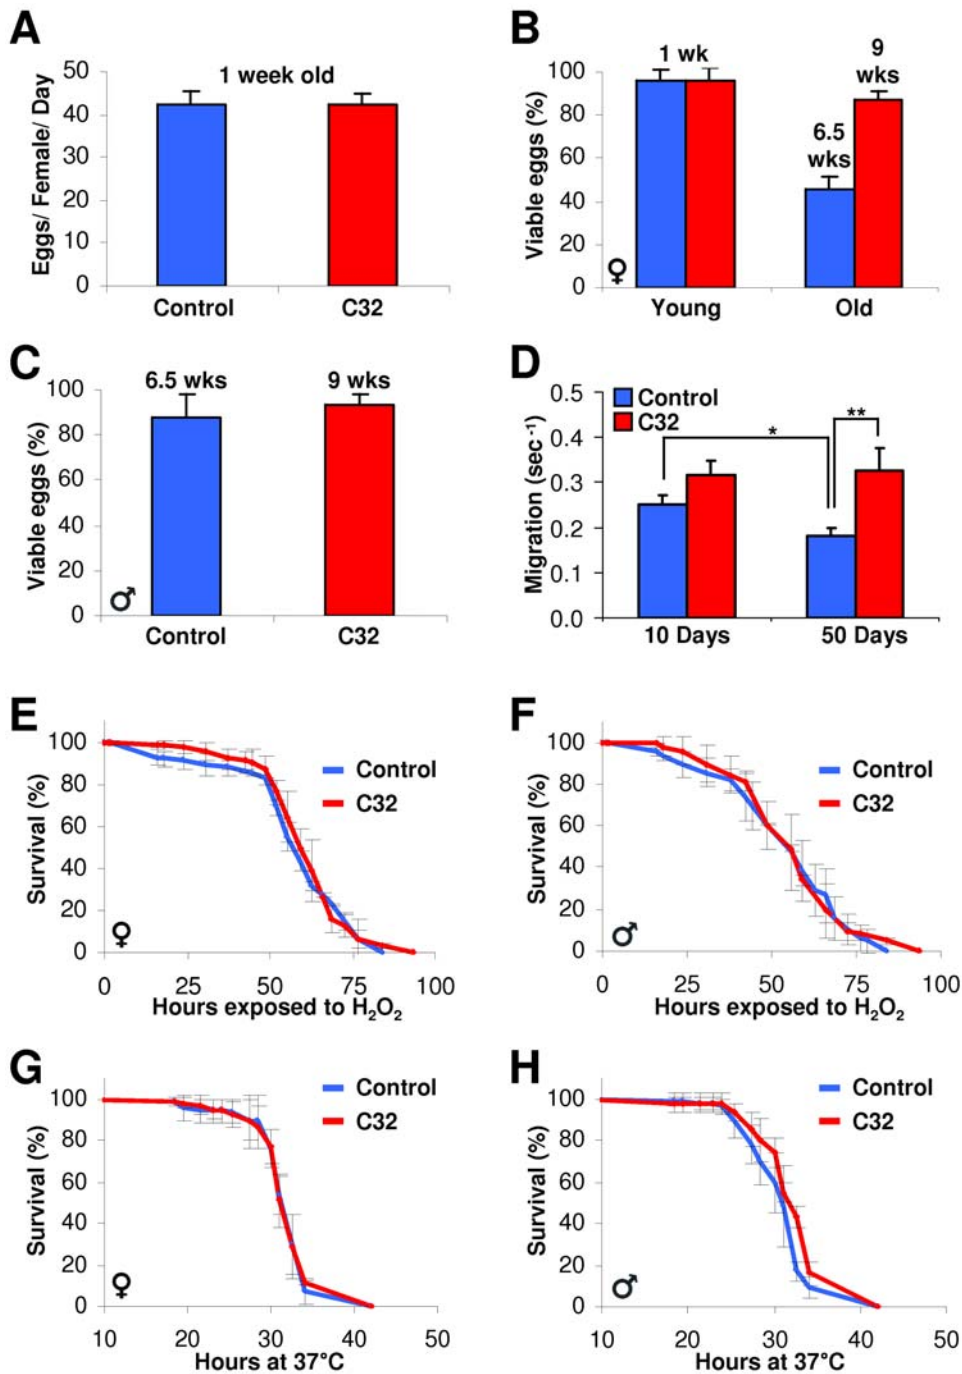 A
Eggs/ Female/ Day
50
40
30
20
10
0
1 week old
Control
C32
B
Viable eggs (%)
100
80
60
40
20
0
1 wk
6.5
wks
9
wks
♀
Young
Old
C
Viable eggs (%)
100
80
60
40
20
0
6.5 wks
9 wks
♂
Control
C32
D
Migration (sec⁻¹)
0.5
0.4
0.3
0.2
0.1
0.0
Control
C32
*
**
10 Days
50 Days
E
Survival (%)
100
80
60
40
20
0
Control
C32
♀
0 25 50 75 100
Hours exposed to H₂O₂
F
Survival (%)
100
80
60
40
20
0
Control
C32
♂
0 25 50 75 100
Hours exposed to H₂O₂
G
Survival (%)
100
80
60
40
20
0
Control
C32
♀
10 20 30 40 50
Hours at 37°C
H
Survival (%)
100
80
60
40
20
0
Control
C32
♂
10 20 30 40 50
Hours at 37°C